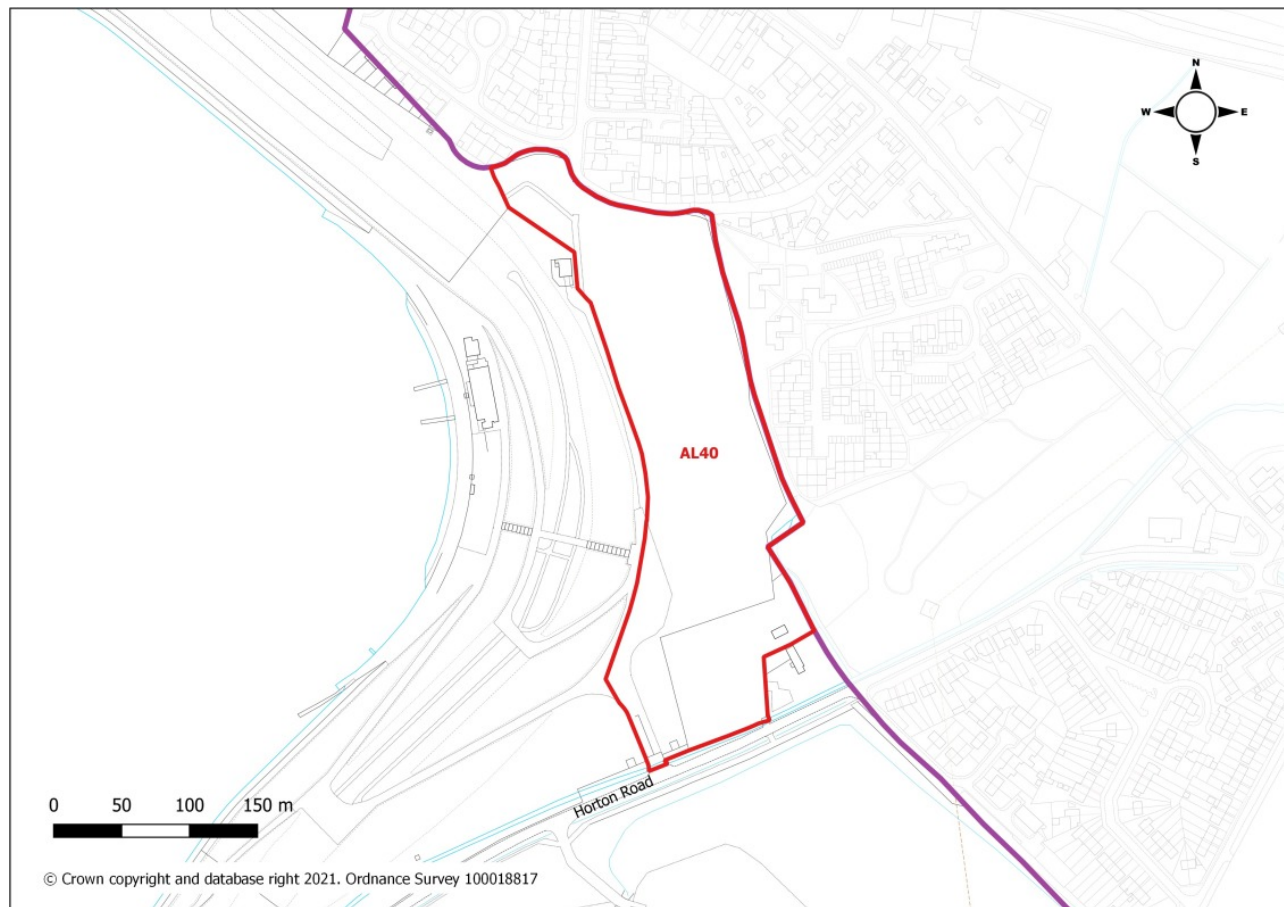 N
W E
S
AL40
Horton Road
0 50 100 150 m
© Crown copyright and database right 2021. Ordnance Survey 100018817